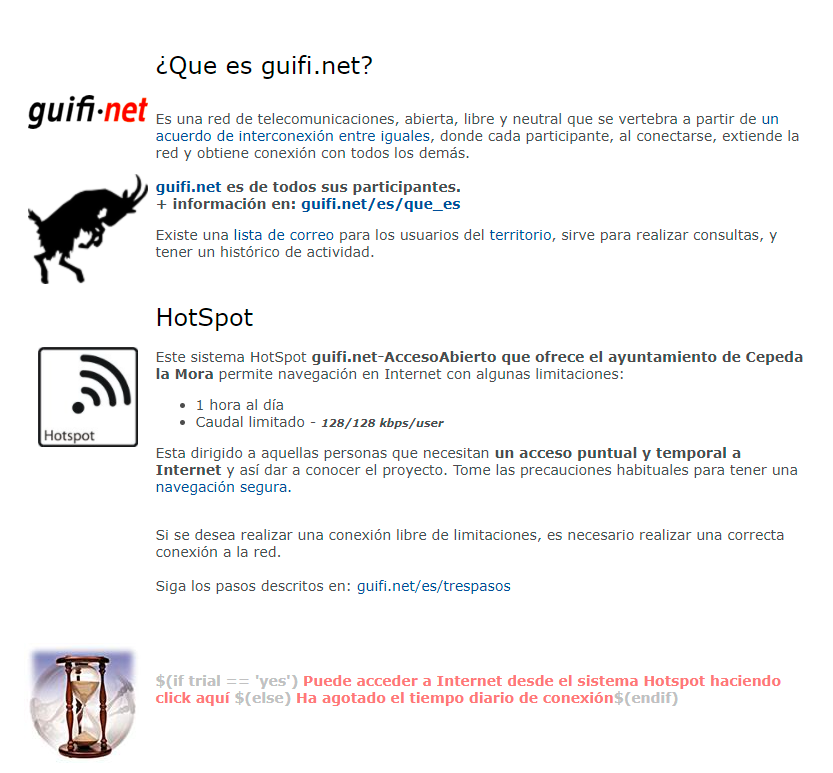 ¿Que es guifi.net?
guifi·net
Es una red de telecomunicaciones, abierta, libre y neutral que se vertebra a partir de un
acuerdo de interconexión entre iguales, donde cada participante, al conectarse, extiende la
red y obtiene conexión con todos los demás.
guifi.net es de todos sus participantes.
+ información en: guifi.net/es/que_es
Existe una lista de correo para los usuarios del territorio, sirve para realizar consultas, y
tener un histórico de actividad.
HotSpot
Este sistema HotSpot guifi.net-AccesoAbierto que ofrece el ayuntamiento de Cepeda
la Mora permite navegación en Internet con algunas limitaciones:
• 1 hora al día
• Caudal limitado - 128/128 kbps/user
Hotspot
Esta dirigido a aquellas personas que necesitan un acceso puntual y temporal a
Internet y así dar a conocer el proyecto. Tome las precauciones habituales para tener una
navegación segura.
Si se desea realizar una conexión libre de limitaciones, es necesario realizar una correcta
conexión a la red.
Siga los pasos descritos en: guifi.net/es/trespasos
$(if trial == 'yes') Puede acceder a Internet desde el sistema Hotspot haciendo
click aquí $(else) Ha agotado el tiempo diario de conexión$(endif)